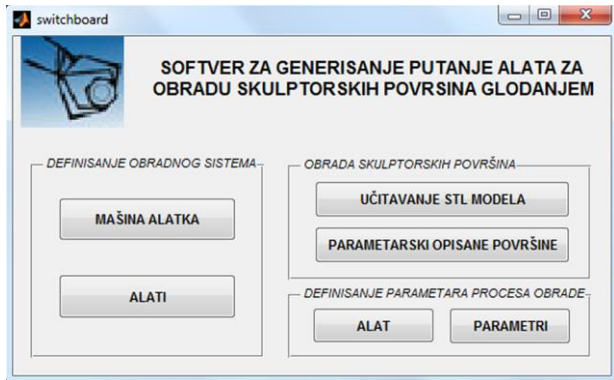 switchboard
SOFTVER ZA GENERISANJE PUTANJE ALATA ZA
OBRADU SKULPTORSKIH POVRSINA GLODANJEM
DEFINISANJE OBRADNOG SISTEMA
MAŠINA ALATKA
ALATI
OBRADA SKULPTORSKIH POVRŠINA
UČITAVANJE STL MODELA
PARAMETARSKI OPISANE POVRŠINE
DEFINISANJE PARAMETARA PROCESA OBRADE
ALAT
PARAMETRI